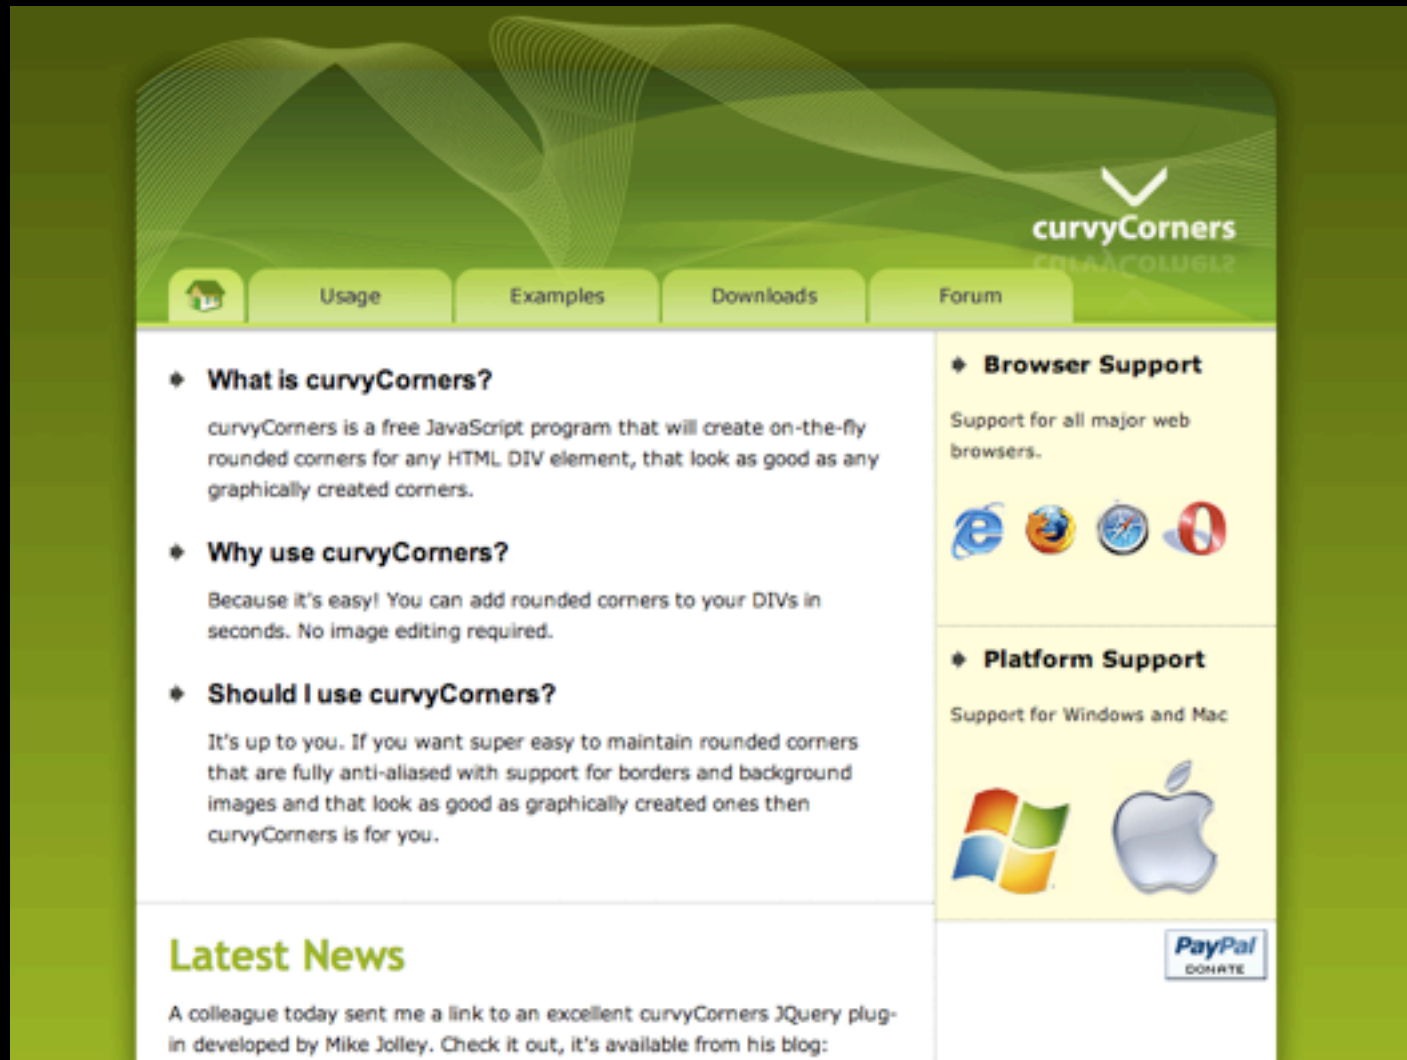 curvyCorners
Usage
Examples
Downloads
Forum
What is curvyCorners?
curvyCorners is a free JavaScript program that will create on-the-fly
rounded corners for any HTML DIV element, that look as good as any
graphically created corners.
Why use curvyCorners?
Because it's easy! You can add rounded corners to your DIVs in
seconds. No image editing required.
Should I use curvyCorners?
It's up to you. If you want super easy to maintain rounded corners
that are fully anti-aliased with support for borders and background
images and that look as good as graphically created ones then
curvyCorners is for you.
Latest News
A colleague today sent me a link to an excellent curvyCorners JQuery plug-
in developed by Mike Jolley. Check it out, it's available from his blog:
Browser Support
Support for all major web
browsers.
Platform Support
Support for Windows and Mac
PayPal
DONATE